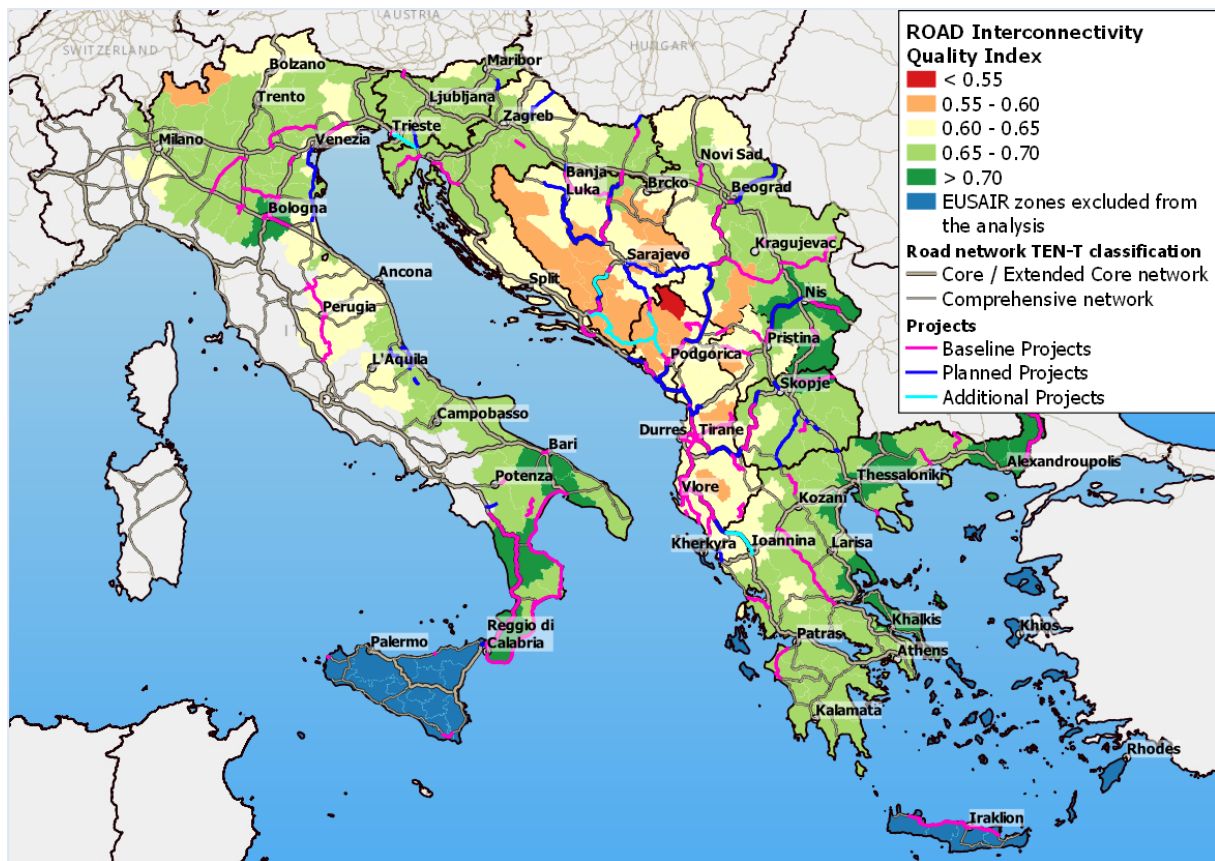 AUSTRIA
SWITZERLAND
HUNGARY
ROAD Interconnectivity
Quality Index
< 0.55
0.55 - 0.60
0.60 - 0.65
0.65 - 0.70
> 0.70
EUSAIR zones excluded from
the analysis
Road network TEN-T classification
Core / Extended Core network
Comprehensive network
Projects
Baseline Projects
Planned Projects
Additional Projects
Bolzano
Maribor
Trento
Ljubljana
Milano
Venezia
Trieste
Zagreb
Novi Sad
Banja
Luka
Brcko
Beograd
Bologna
Kragujevac
Sarajevo
Ancona
Split
Nis
Perugia
Pristina
L'Aquila
Podgorica
Skopje
Campobasso
Durres
Tirane
Bari
Potenza
Vlore
Thessaloniki
Alexandroupolis
Kozani
Kherkyra
Ioannina
Larisa
Reggio di
Calabria
Palermo
Khalkis
Khios
Patras
Athens
Kalamata
Rhodes
Iraklion